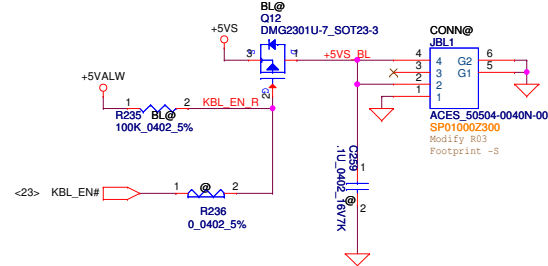 BL@
Q12
DMG2301U-7_SOT23-3
+5VS
3
S
D
1
+5VS_BL
G
2
CONN@
JBL1
4
3
2
1
4
3
2
1
G2
G1
6
5
ACES_50504-0040N-00
SP01000Z300
Modify R03
Footprint -S
+5VALW
1
2
KBL_EN_R
R235
BL@
100K_0402_5%
C259
.1U_0402_16V7K
@
1
2
<23>
KBL_EN#
1
@
2
R236
0_0402_5%